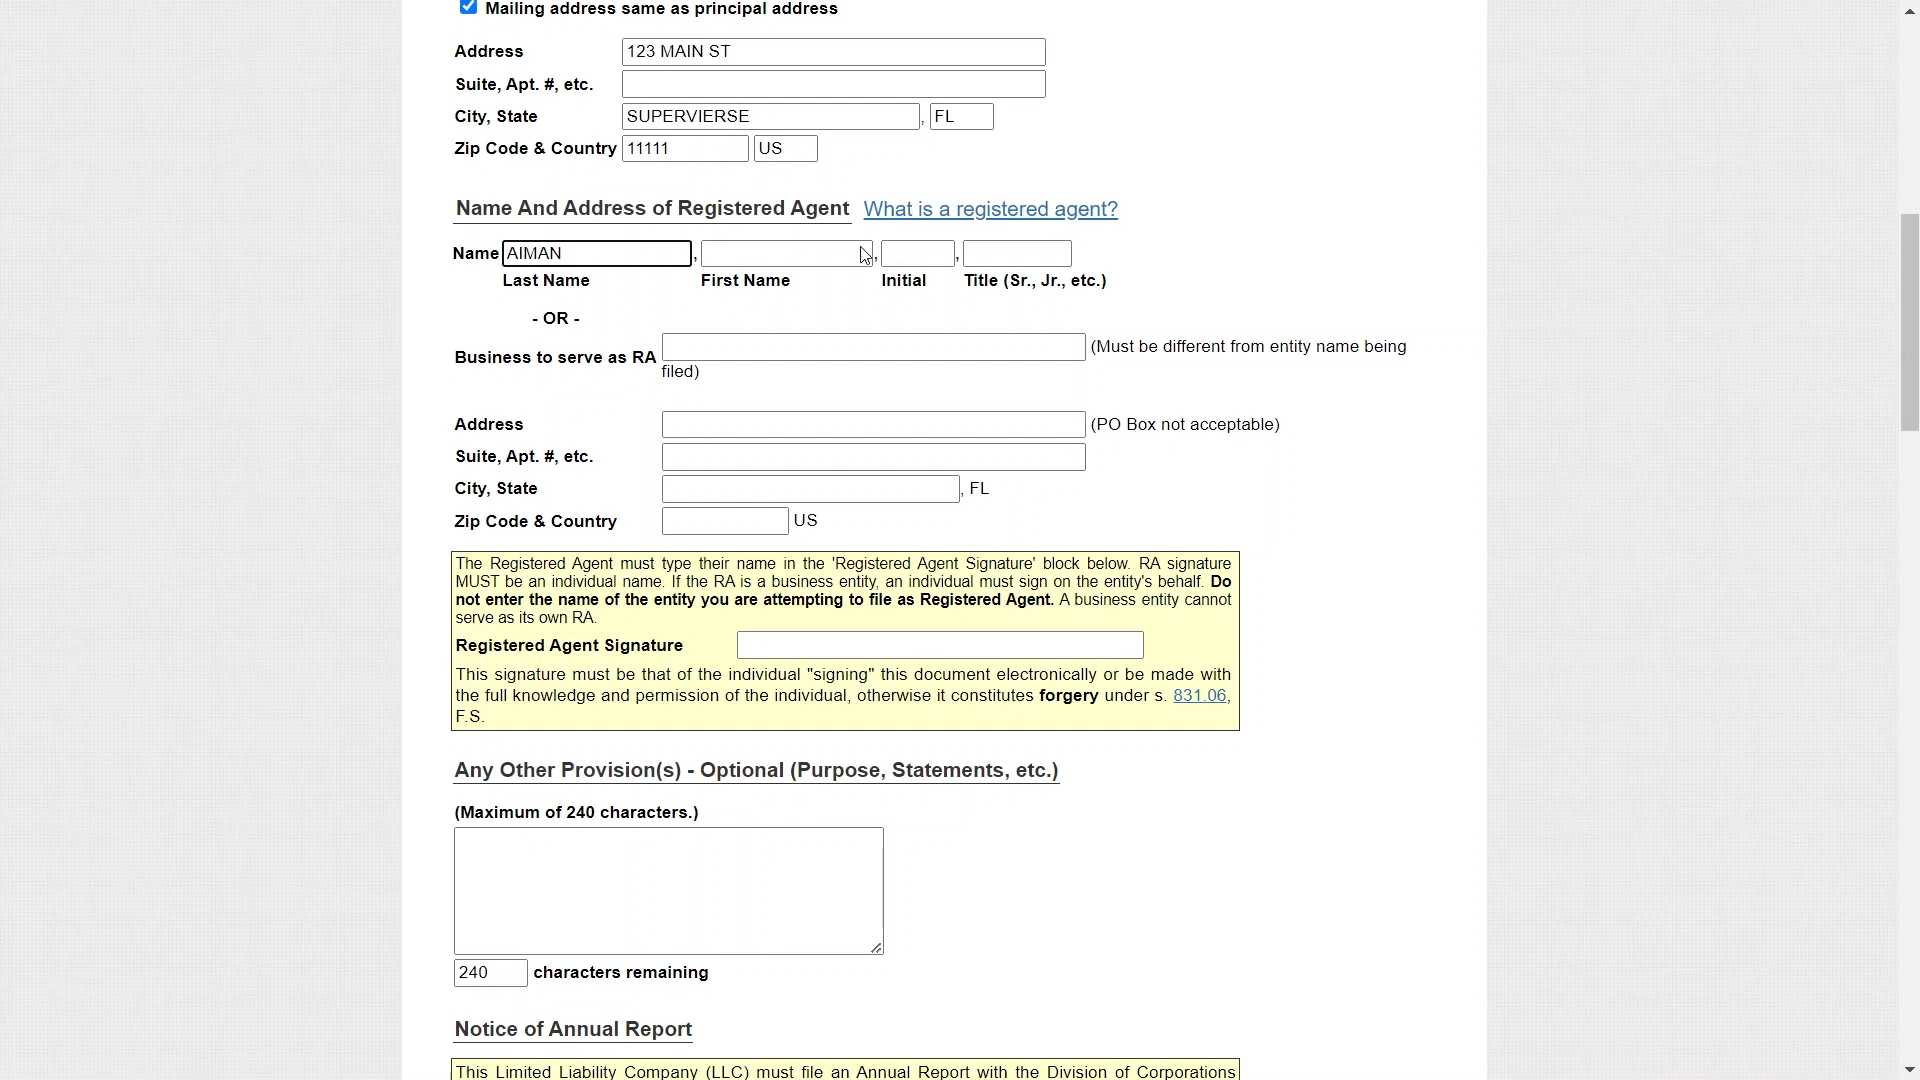 Mailing address same as principal address
Address 123 MAIN ST
Suite, Apt. #, etc.
City, State SUPERVIERSE , FL
Zip Code & Country 11111 US
Name And Address of Registered Agent What is a registered agent?
Name AIMAN , , ,
Last Name First Name Initial Title (Sr., Jr., etc.)
- OR -
Business to serve as RA (Must be different from entity name being
filed)
Address (PO Box not acceptable)
Suite, Apt. #, etc.
City, State , FL
Zip Code & Country US
The Registered Agent must type their name in the 'Registered Agent Signature' block below. RA signature
MUST be an individual name. If the RA is a business entity, an individual must sign on the entity's behalf. Do
not enter the name of the entity you are attempting to file as Registered Agent. A business entity cannot
serve as its own RA.
Registered Agent Signature
This signature must be that of the individual "signing" this document electronically or be made with
the full knowledge and permission of the individual, otherwise it constitutes forgery under s. 831.06,
F.S.
Any Other Provision(s) - Optional (Purpose, Statements, etc.)
(Maximum of 240 characters.)
240 characters remaining
Notice of Annual Report
This Limited Liability Company (LLC) must file an Annual Report with the Division of Corporations